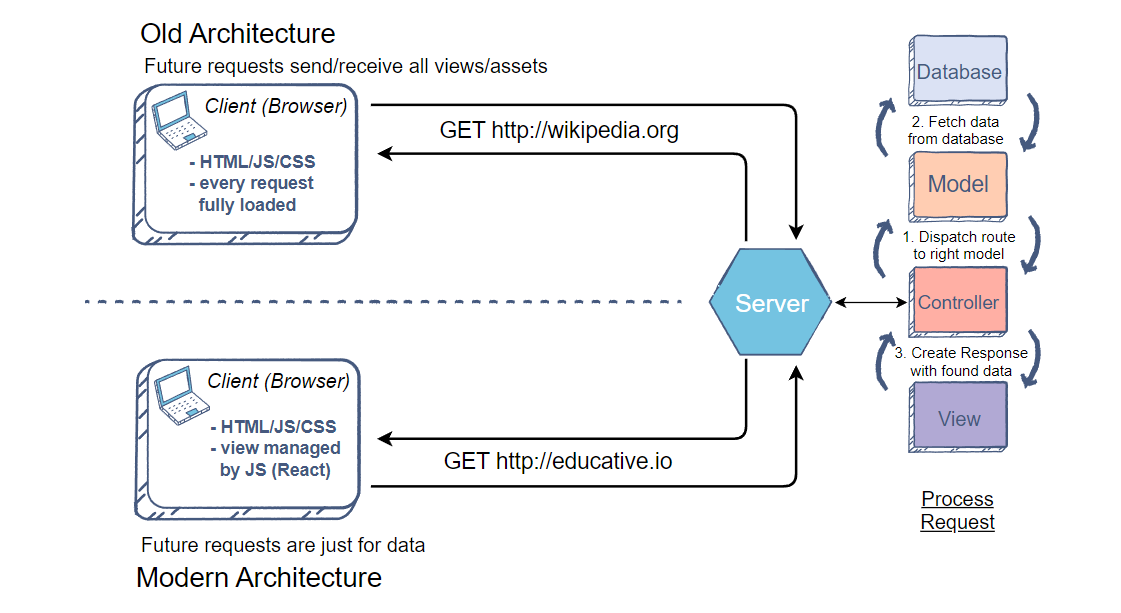 Old Architecture
Future requests send/receive all views/assets
Client (Browser)
- HTML/JS/CSS
- every request
fully loaded
GET http://wikipedia.org
Server
Client (Browser)
- HTML/JS/CSS
- view managed
by JS (React)
GET http://educative.io
Future requests are just for data
Modern Architecture
Database
2. Fetch data
from database
Model
1. Dispatch route
to right model
Controller
3. Create Response
with found data
View
Process
Request